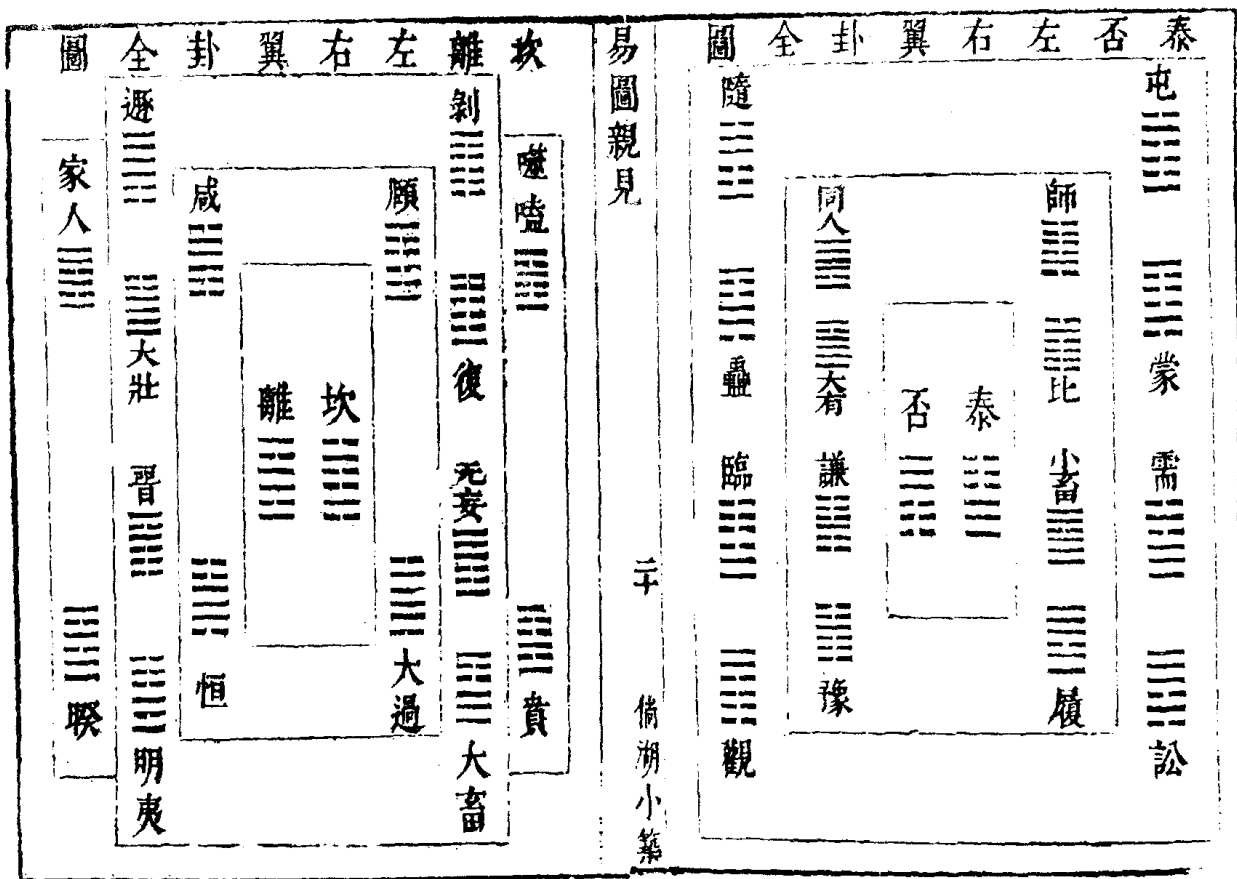 泰否左右翼卦全圖
屯
蒙
需
訟
師
比
小畜
履
泰
否
同人
大有
謙
豫
隨
蠱
臨
觀
易圖親見
二十
倘湖小築
坎離左右翼卦全圖
噬嗑
賁
剝
復
无妄
大畜
頤
大過
坎
離
咸
恒
遯
大壯
晋
明夷
家人
睽